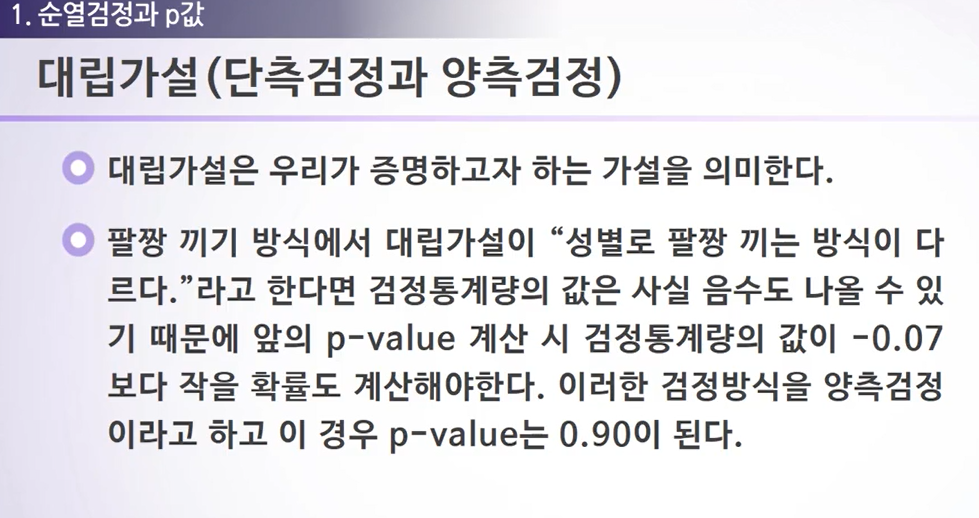 1. 순열검정과 p값
대립가설(단측검정과 양측검정)
대립가설은 우리가 증명하고자 하는 가설을 의미한다.
팔짱 끼기 방식에서 대립가설이 “성별로 팔짱 끼는 방식이 다
르다.”라고 한다면 검정통계량의 값은 사실 음수도 나올 수 있
기 때문에 앞의 p-value 계산 시 검정통계량의 값이 -0.07
보다 작을 확률도 계산해야한다. 이러한 검정방식을 양측검정
이라고 하고 이 경우 p-value는 0.90이 된다.